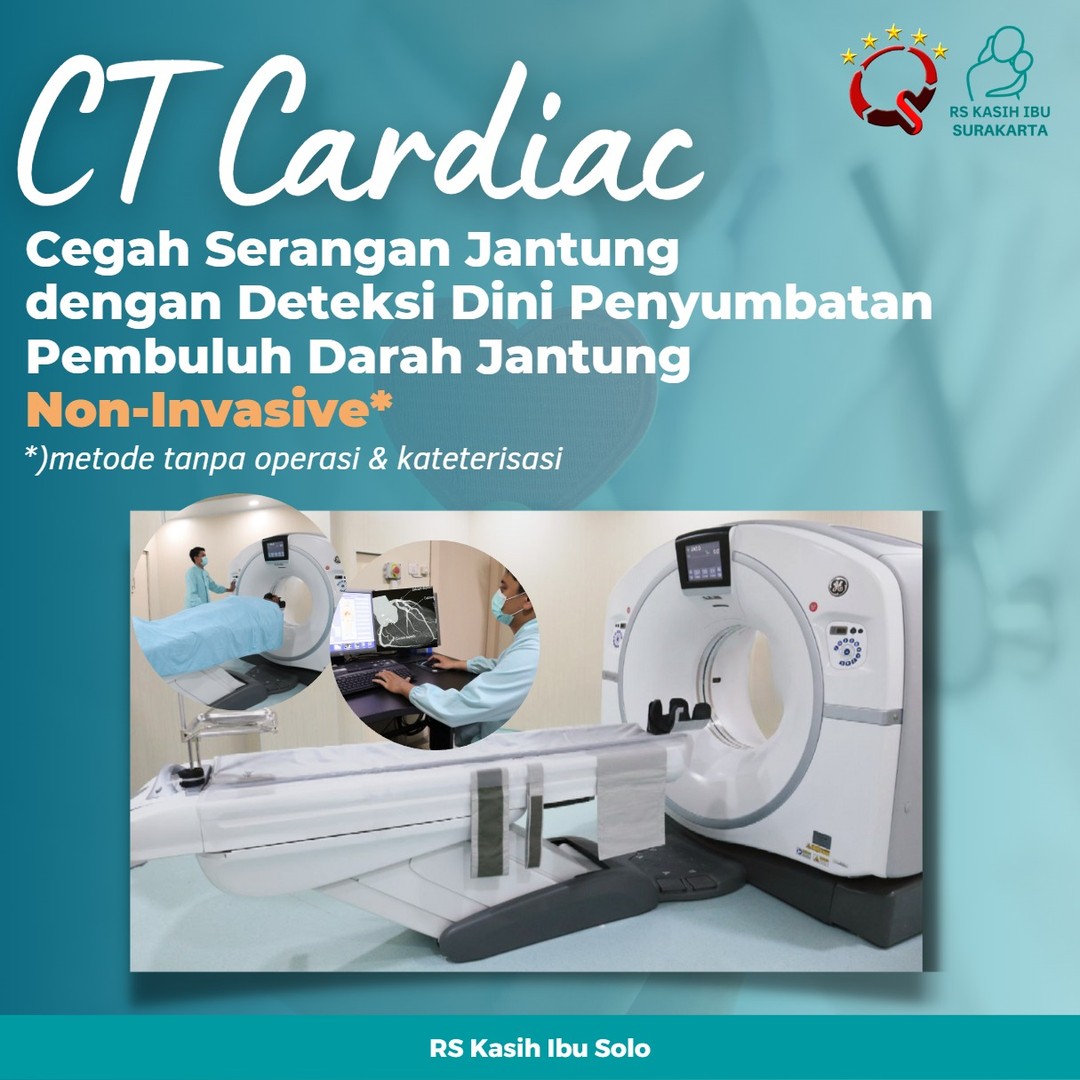 CT Cardiac
RS KASIH IBU
SURAKARTA
Cegah Serangan Jantung
dengan Deteksi Dini Penyumbatan
Pembuluh Darah Jantung
Non-Invasive*
*)metode tanpa operasi & kateterisasi
RS Kasih Ibu Solo